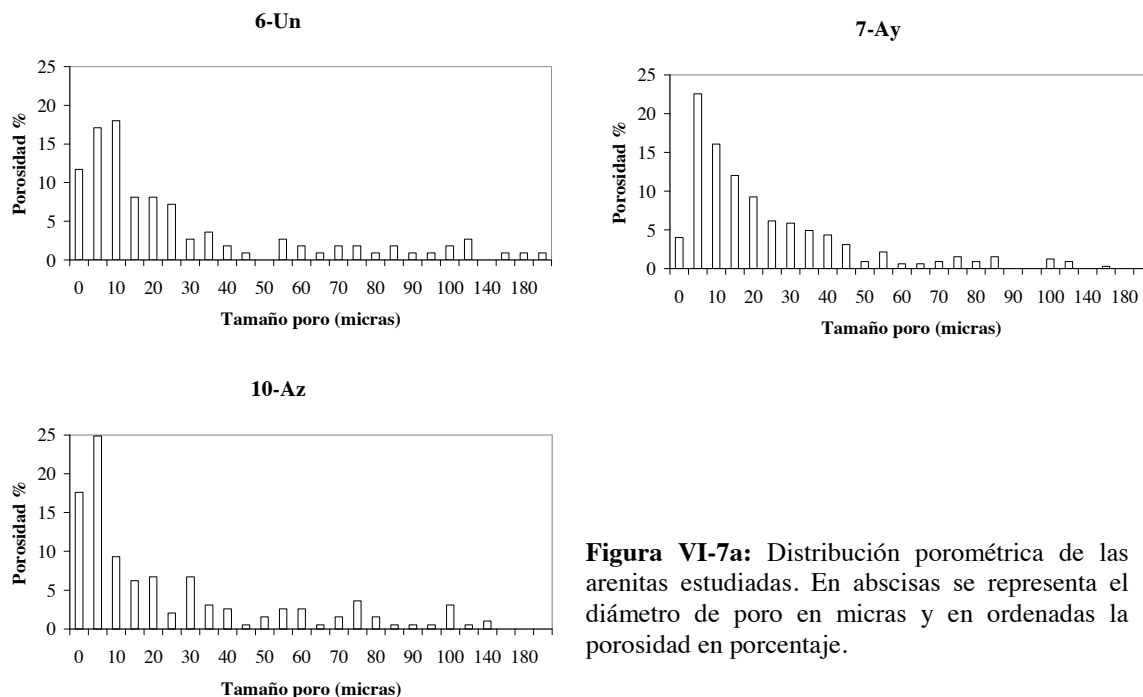 6-Un
25
20
15
10
5
0
Porosidad %
0 10 20 30 40 50 60 70 80 90 100 140 180
Tamaño poro (micras)
7-Ay
25
20
15
10
5
0
Porosidad %
0 10 20 30 40 50 60 70 80 90 100 140 180
Tamaño poro (micras)
10-Az
25
20
15
10
5
0
Porosidad %
0 10 20 30 40 50 60 70 80 90 100 140 180
Tamaño poro (micras)
Figura VI-7a: Distribución porométrica de las
arenitas estudiadas. En abscisas se representa el
diámetro de poro en micras y en ordenadas la
porosidad en porcentaje.